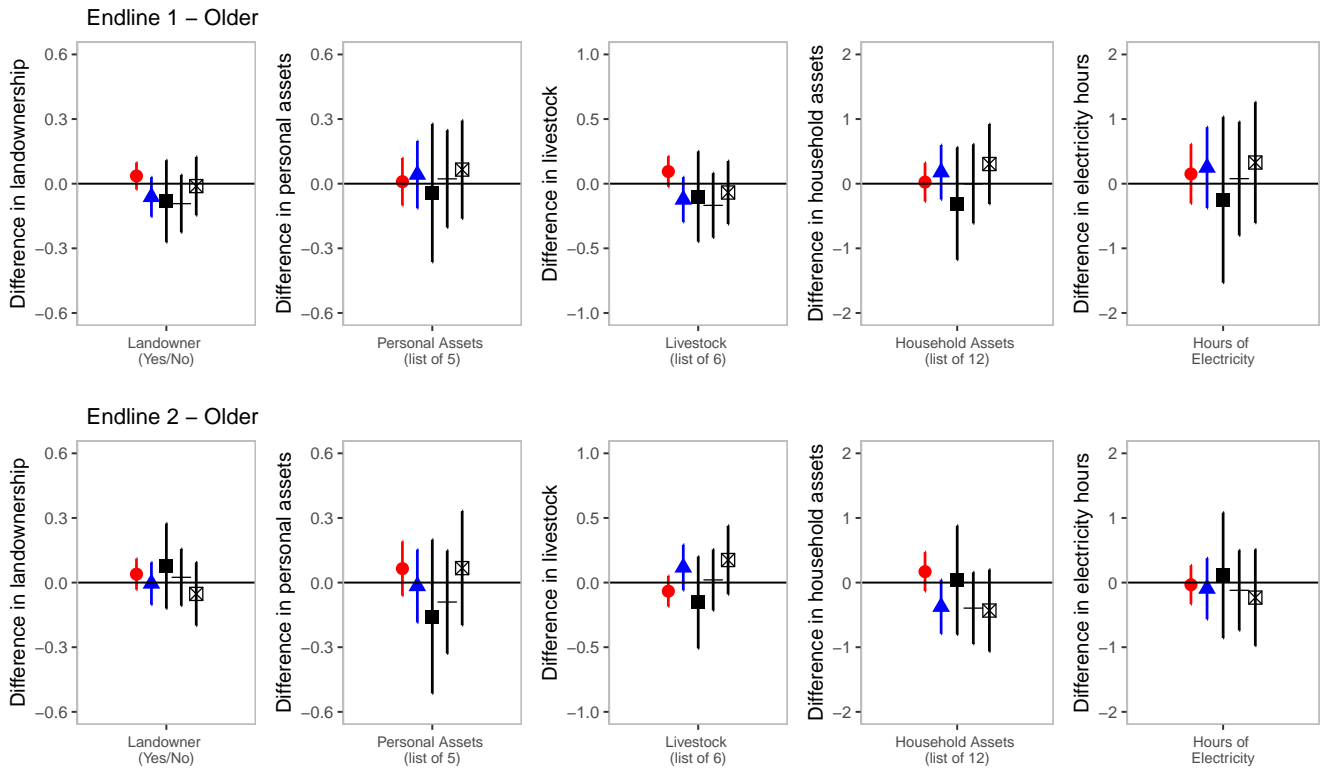 Endline 1 – Older
Difference in landownership
0.6
0.3
0.0
−0.3
−0.6
Landowner
(Yes/No)
Difference in personal assets
0.6
0.3
0.0
−0.3
−0.6
Personal Assets
(list of 5)
Difference in livestock
1.0
0.5
0.0
−0.5
−1.0
Livestock
(list of 6)
Difference in household assets
2
1
0
−1
−2
Household Assets
(list of 12)
Difference in electricity hours
2
1
0
−1
−2
Hours of
Electricity
Endline 2 – Older
Difference in landownership
0.6
0.3
0.0
−0.3
−0.6
Landowner
(Yes/No)
Difference in personal assets
0.6
0.3
0.0
−0.3
−0.6
Personal Assets
(list of 5)
Difference in livestock
1.0
0.5
0.0
−0.5
−1.0
Livestock
(list of 6)
Difference in household assets
2
1
0
−1
−2
Household Assets
(list of 12)
Difference in electricity hours
2
1
0
−1
−2
Hours of
Electricity